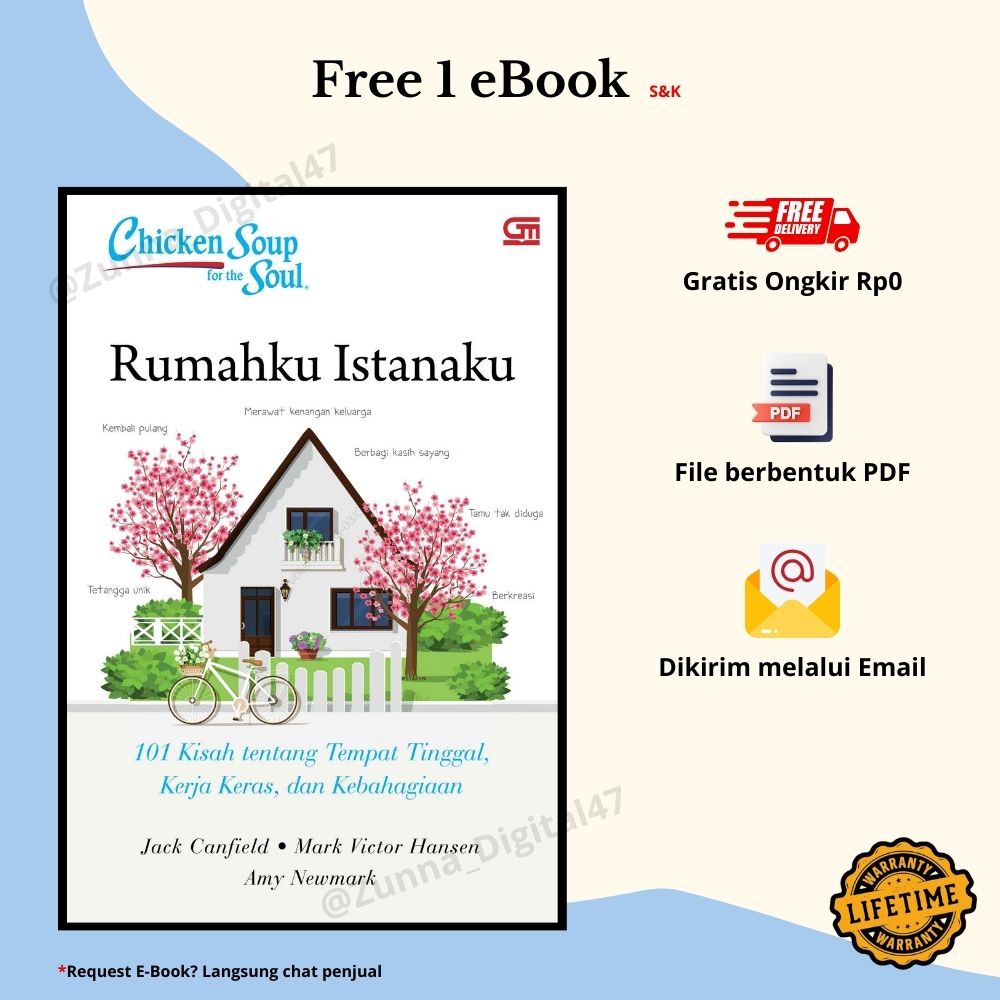 Free 1 eBook S&K
@Zunna_Digital47
Chicken Soup
for the
Soul®
GM
Rumahku Istanaku
Merawat kenangan keluarga
Kembali pulang
Berbagi kasih sayang
Tamu tak diduga
Tetangga unik
Berkreasi
101 Kisah tentang Tempat Tinggal,
Kerja Keras, dan Kebahagiaan
Jack Canfield • Mark Victor Hansen
Amy Newmark
@Zunna_Digital47
FREE
DELIVERY
Gratis Ongkir Rp0
PDF
File berbentuk PDF
@
Dikirim melalui Email
WARRANTY
LIFETIME
WARRANTY
*Request E-Book? Langsung chat penjual